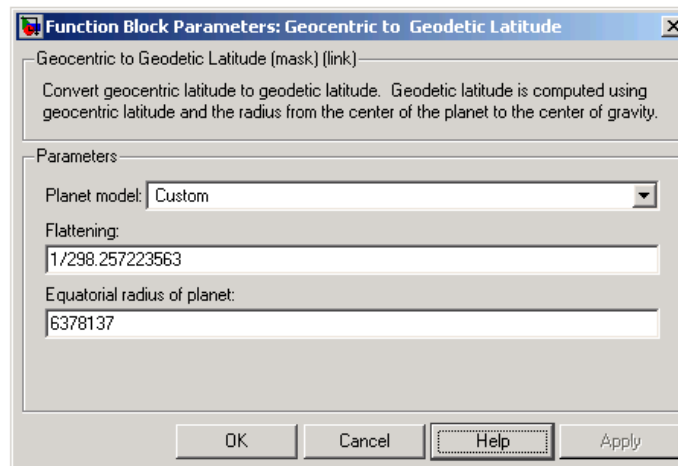 Function Block Parameters: Geocentric to Geodetic Latitude
Geocentric to Geodetic Latitude (mask) (link)
Convert geocentric latitude to geodetic latitude. Geodetic latitude is computed using
geocentric latitude and the radius from the center of the planet to the center of gravity.
Parameters
Planet model: Custom
Flattening:
1/298.257223563
Equatorial radius of planet:
6378137
OK Cancel Help Apply